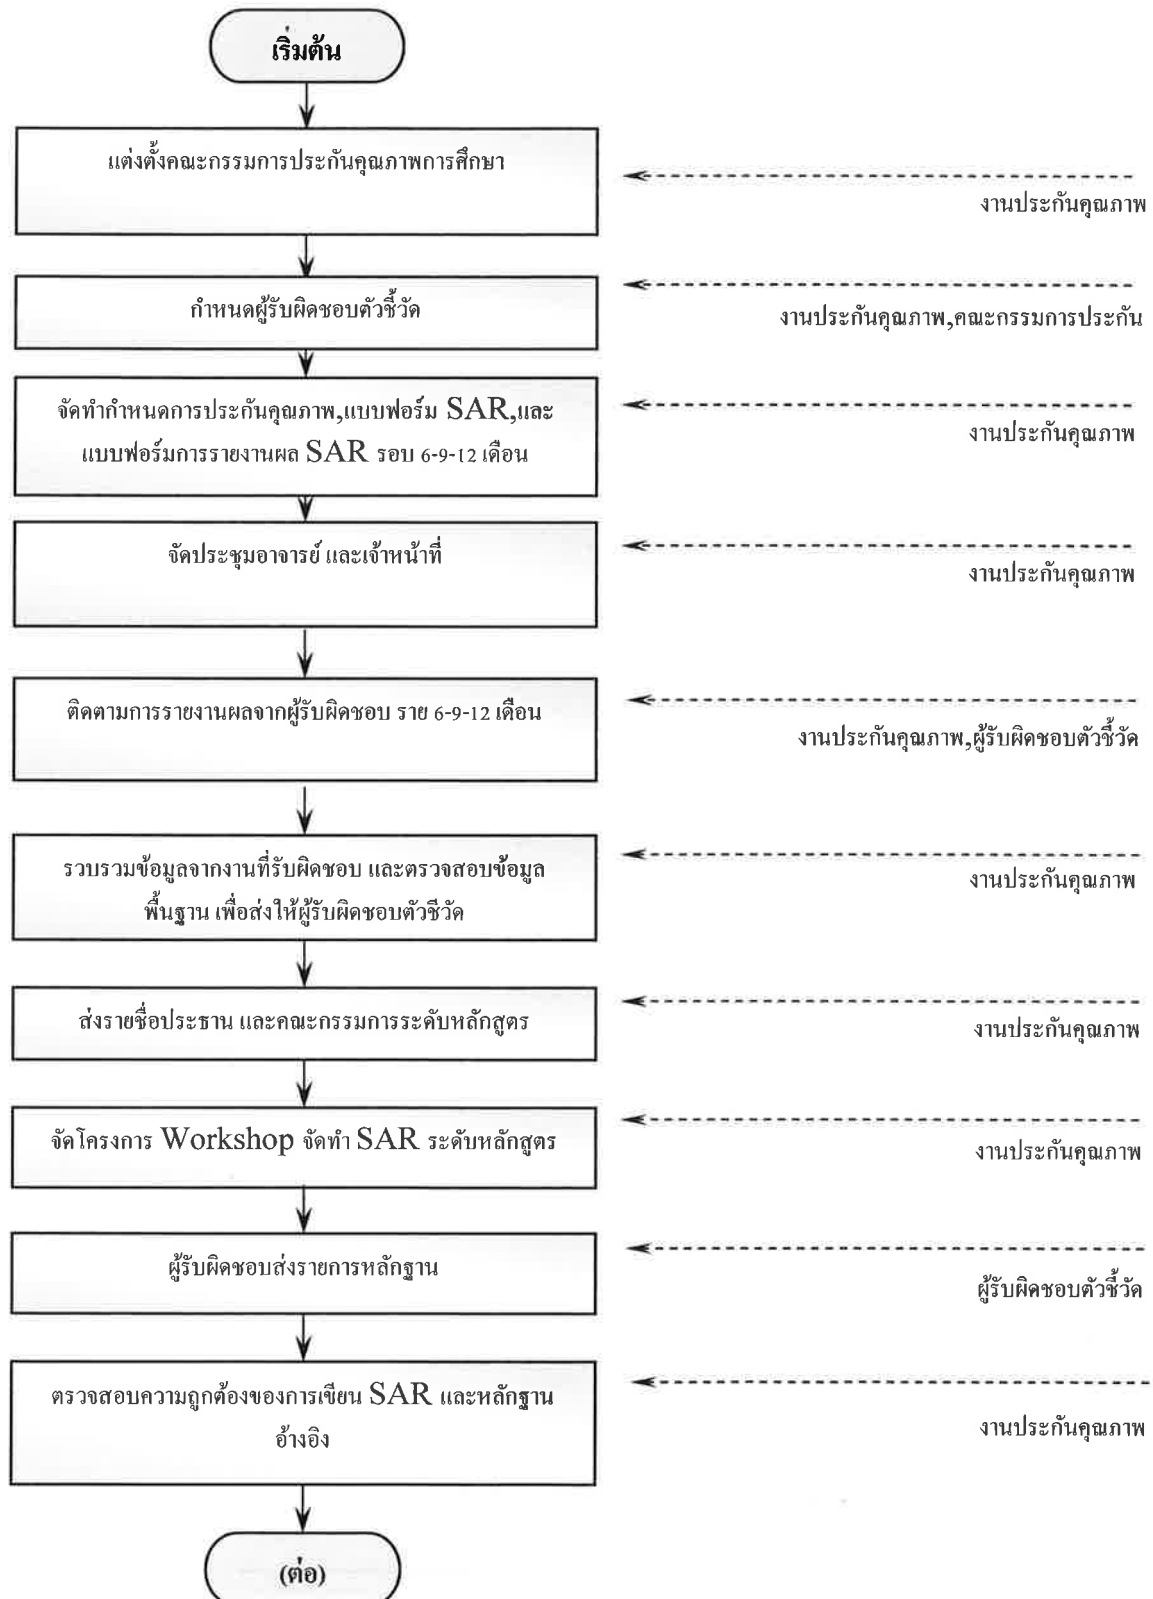 เริ่มต้น
แต่งตั้งคณะกรรมการประกันคุณภาพการศึกษา
งานประกันคุณภาพ
กำหนดผู้รับผิดชอบตัวชี้วัด
งานประกันคุณภาพ,คณะกรรมการประกัน
จัดทำกำหนดการประกันคุณภาพ,แบบฟอร์ม SAR,และ
แบบฟอร์มการรายงานผล SAR รอบ 6-9-12 เดือน
งานประกันคุณภาพ
จัดประชุมอาจารย์ และเจ้าหน้าที่
งานประกันคุณภาพ
ติดตามการรายงานผลจากผู้รับผิดชอบ ราย 6-9-12 เดือน
งานประกันคุณภาพ,ผู้รับผิดชอบตัวชี้วัด
รวบรวมข้อมูลจากงานที่รับผิดชอบ และตรวจสอบข้อมูล
พื้นฐาน เพื่อส่งให้ผู้รับผิดชอบตัวชีวัด
งานประกันคุณภาพ
ส่งรายชื่อประธาน และคณะกรรมการระดับหลักสูตร
งานประกันคุณภาพ
จัดโครงการ Workshop จัดทำ SAR ระดับหลักสูตร
งานประกันคุณภาพ
ผู้รับผิดชอบส่งรายการหลักฐาน
ผู้รับผิดชอบตัวชี้วัด
ตรวจสอบความถูกต้องของการเขียน SAR และหลักฐาน
อ้างอิง
งานประกันคุณภาพ
(ต่อ)